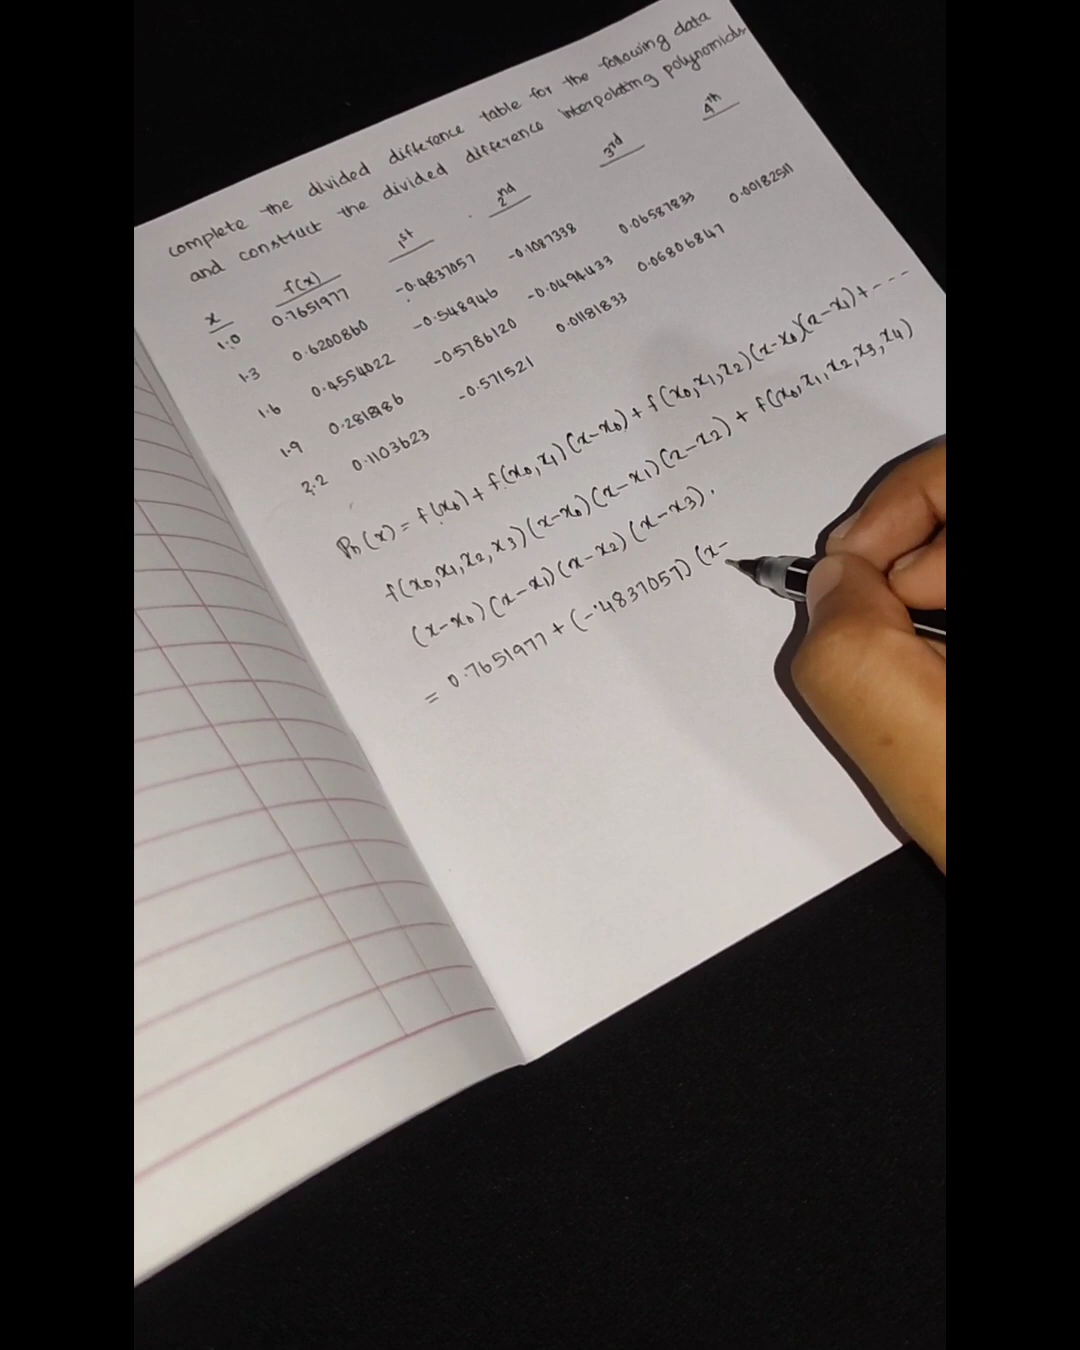 complete the divided difference table for the following data
and construct the divided difference interpolating polynomials
x f(x) 1st 2nd 3rd 4th
1.0 0.7651977 -0.4837057 -0.1087338 0.06587833 0.00182511
1.3 0.6200860 -0.548946 -0.0494433 0.06806847
1.6 0.4554022 -0.5786120 0.01181833
1.9 0.2818186 -0.571521
2.2 0.1103623
Pn(x) = f(x0) + f(x0,x1)(x-x0) + f(x0,x1,x2)(x-x0)(x-x1) + ----
f(x0,x1,x2,x3)(x-x0)(x-x1)(x-x2) + f(x0,x1,x2,x3,x4)
(x-x0)(x-x1)(x-x2)(x-x3).
= 0.7651977 + (-.4837057)(x-